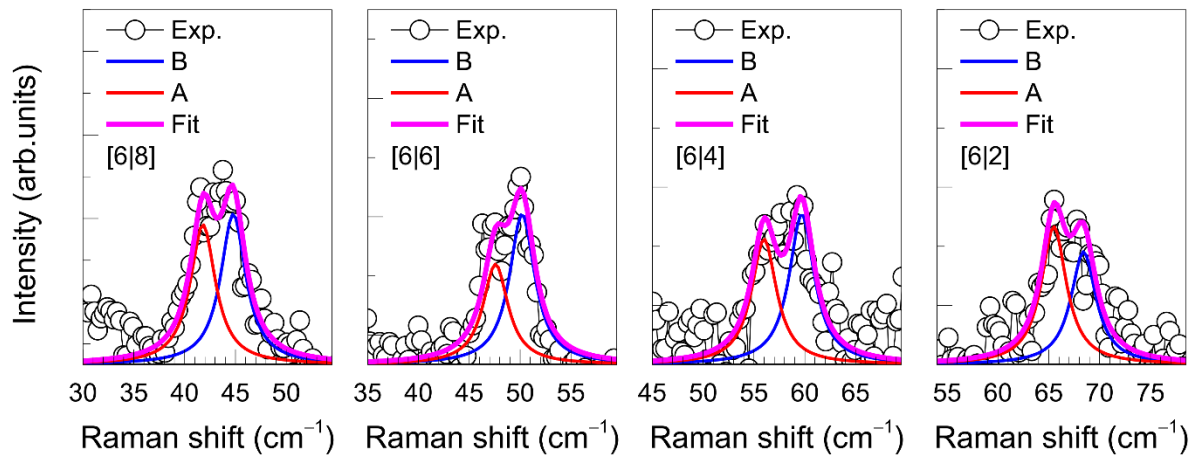 Intensity (arb.units)
Exp.
B
A
Fit
[6|8]
30 35 40 45 50
Raman shift (cm⁻¹)
Exp.
B
A
Fit
[6|6]
35 40 45 50 55
Raman shift (cm⁻¹)
Exp.
B
A
Fit
[6|4]
45 50 55 60 65
Raman shift (cm⁻¹)
Exp.
B
A
Fit
[6|2]
55 60 65 70 75
Raman shift (cm⁻¹)